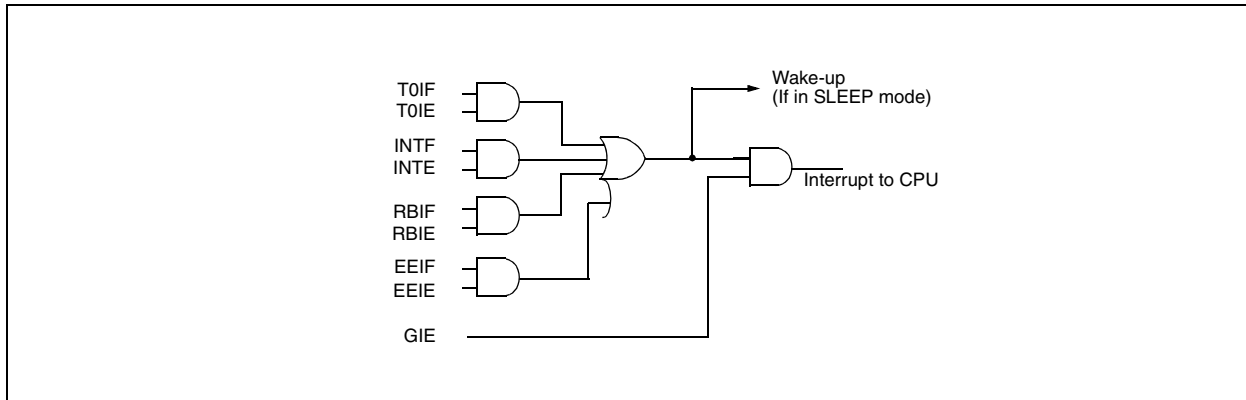 T0IF
T0IE
INTF
INTE
RBIF
RBIE
EEIF
EEIE
GIE
Wake-up
(If in SLEEP mode)
Interrupt to CPU